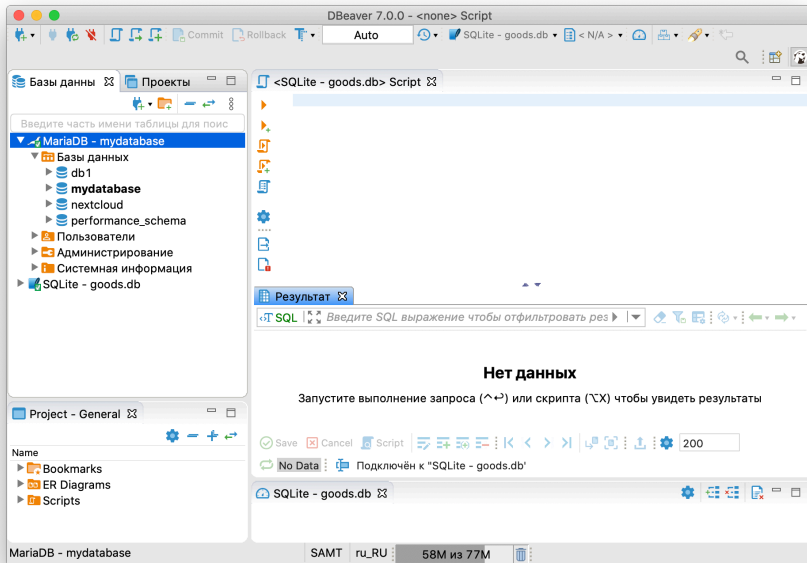 DBeaver 7.0.0 - <none> Script
Commit
Rollback
Auto
SQLite - goods.db
< N/A >
Базы данны
Проекты
Введите часть имени таблицы для поис
MariaDB - mydatabase
Базы данных
db1
mydatabase
nextcloud
performance_schema
Пользователи
Администрирование
Системная информация
SQLite - goods.db
<SQLite - goods.db> Script
Результат
SQL
Введите SQL выражение чтобы отфильтровать рез
Нет данных
Запустите выполнение запроса (^↩) или скрипта (⌥X) чтобы увидеть результаты
Save
Cancel
Script
200
No Data
Подключён к "SQLite - goods.db'
Project - General
Name
Bookmarks
ER Diagrams
Scripts
SQLite - goods.db
MariaDB - mydatabase
SAMT
ru_RU
58M из 77M